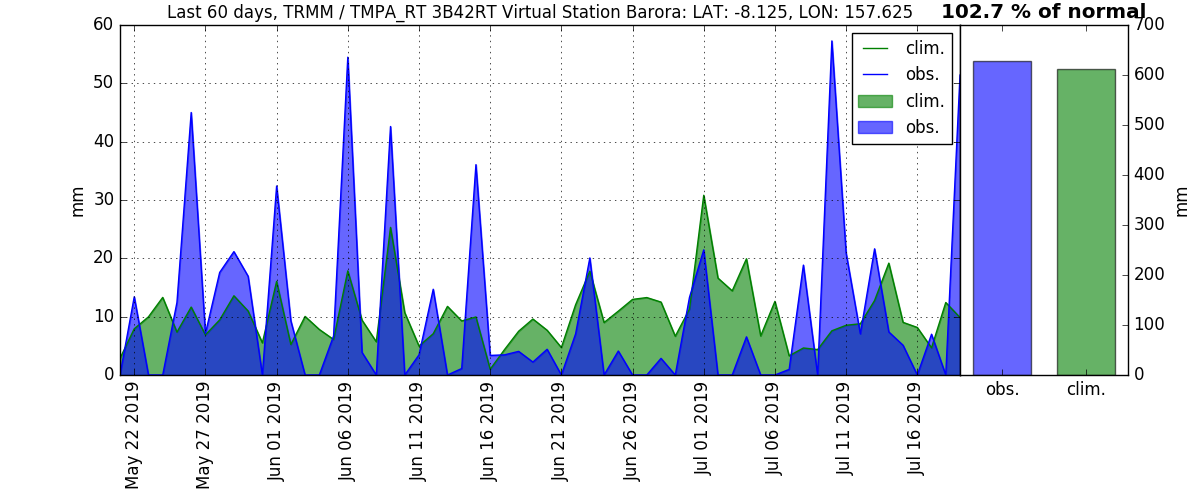 Last 60 days, TRMM / TMPA_RT 3B42RT Virtual Station Barora: LAT: -8.125, LON: 157.625
102.7 % of normal
60
50
40
30
20
10
0
mm
clim.
obs.
clim.
obs.
May 22 2019
May 27 2019
Jun 01 2019
Jun 06 2019
Jun 11 2019
Jun 16 2019
Jun 21 2019
Jun 26 2019
Jul 01 2019
Jul 06 2019
Jul 11 2019
Jul 16 2019
700
600
500
400
300
200
100
0
mm
obs.
clim.